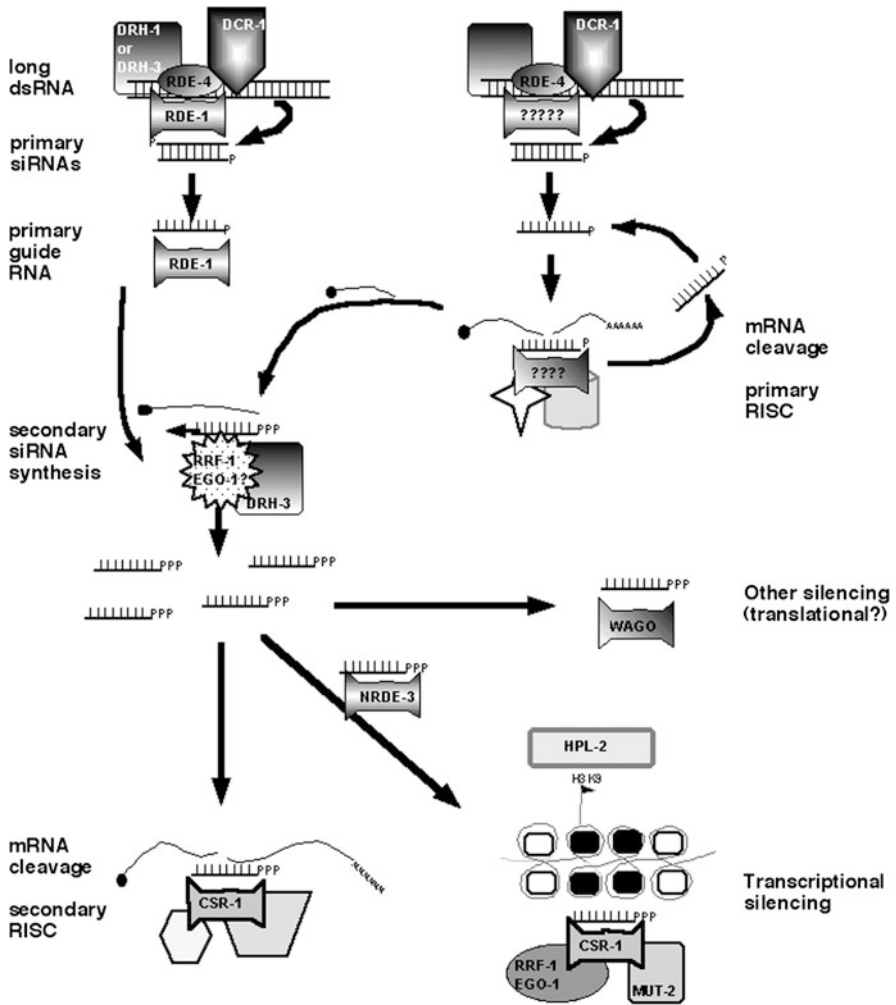 DRH-1
or
DRH-3
DCR-1
RDE-4
RDE-1
long
dsRNA
P
primary
siRNAs
P
DCR-1
RDE-4
?????
P
primary
guide
RNA
P
RDE-1
P
P
AAAAAA
P
????
mRNA
cleavage
primary
RISC
secondary
siRNA
synthesis
PPP
RRF-1
EGO-1?
DRH-3
PPP
PPP
PPP
PPP
PPP
WAGO
Other silencing
(translational?)
PPP
NRDE-3
HPL-2
H3K9
mRNA
cleavage
secondary
RISC
PPP
AAAAAA
CSR-1
PPP
CSR-1
RRF-1
EGO-1
MUT-2
Transcriptional
silencing